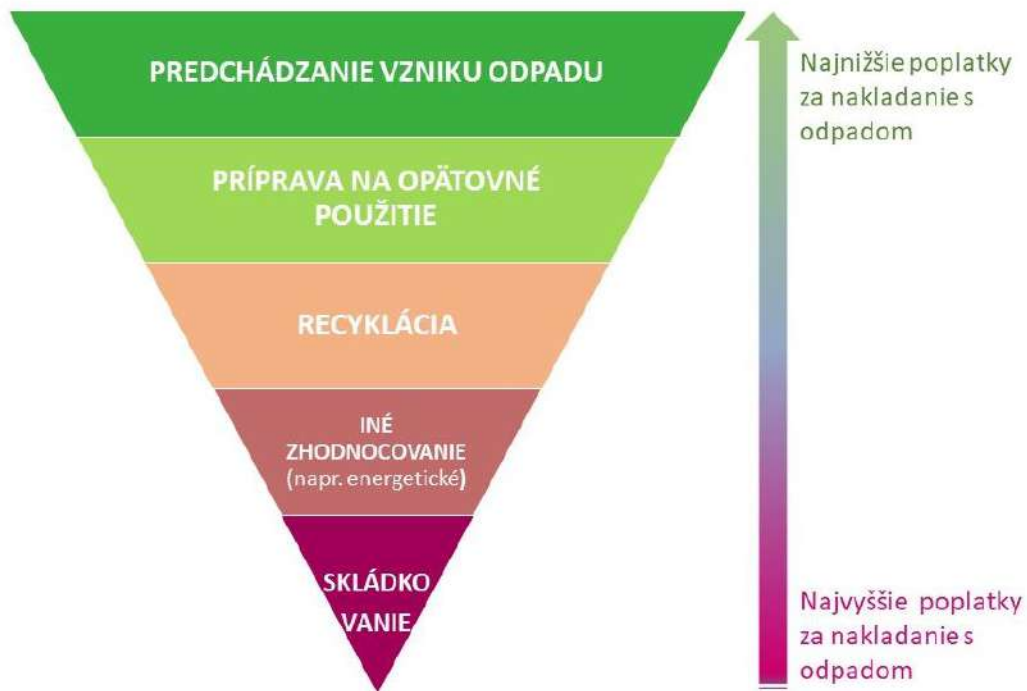 PREDCHÁDZANIE VZNIKU ODPADU
PRÍPRAVA NA OPÄTOVNÉ
POUŽITIE
RECYKLÁCIA
INÉ
ZHODNOCOVANIE
(napr. energetické)
SKLÁDKO
VANIE
Najnižšie poplatky
za nakladanie s
odpadom
Najvyššie poplatky
za nakladanie s
odpadom